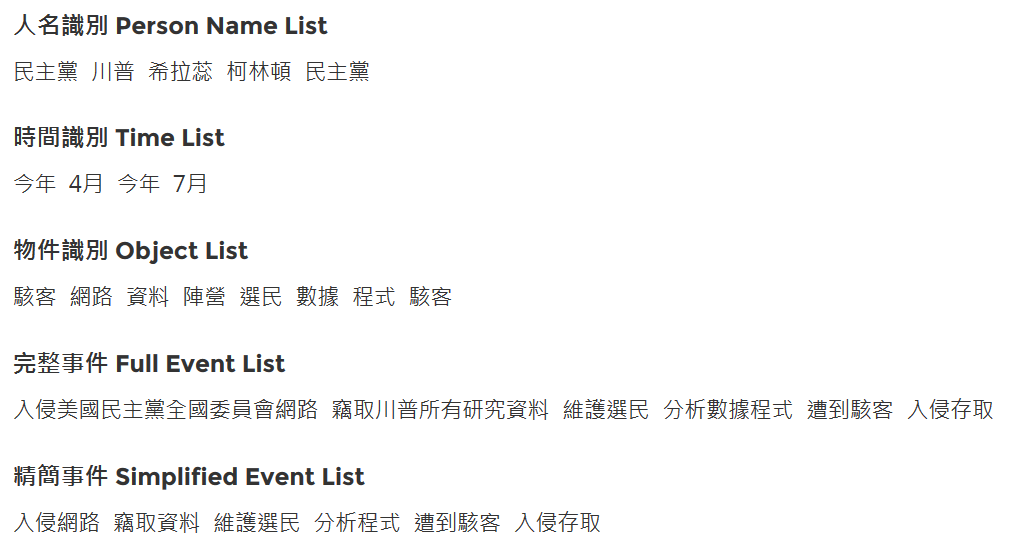 人名識別 Person Name List
民主黨 川普 希拉蕊 柯林頓 民主黨
時間識別 Time List
今年 4月 今年 7月
物件識別 Object List
駭客 網路 資料 陣營 選民 數據 程式 駭客
完整事件 Full Event List
入侵美國民主黨全國委員會網路 竊取川普所有研究資料 維護選民 分析數據程式 遭到駭客 入侵存取
精簡事件 Simplified Event List
入侵網路 竊取資料 維護選民 分析程式 遭到駭客 入侵存取